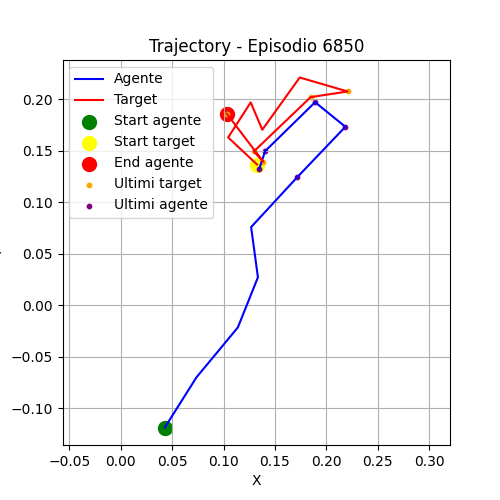 Trajectory - Episodio 6850
Agente
Target
Start agente
Start target
End agente
Ultimi target
Ultimi agente
0.20
0.15
0.10
0.05
0.00
−0.05
−0.10
−0.05
0.00
0.05
0.10
0.15
0.20
0.25
0.30
X